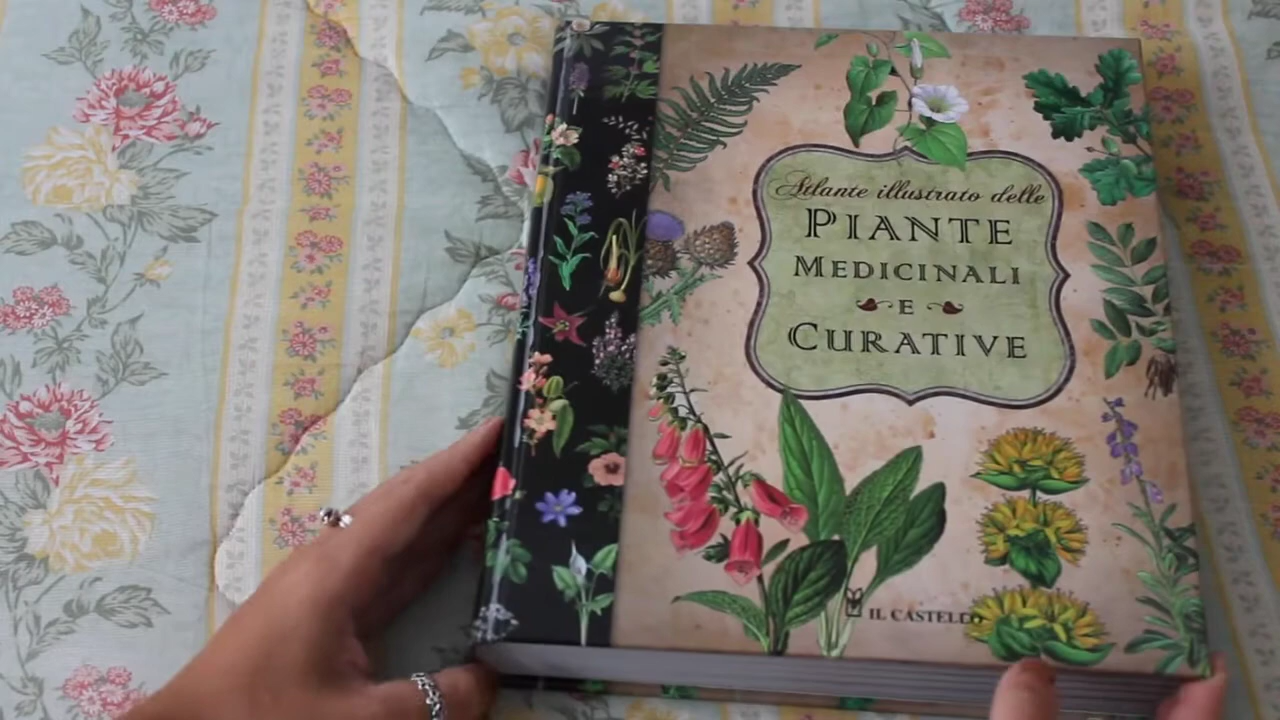 Atlante illustrato delle
PIANTE
MEDICINALI
E
CURATIVE
IL CASTELLO